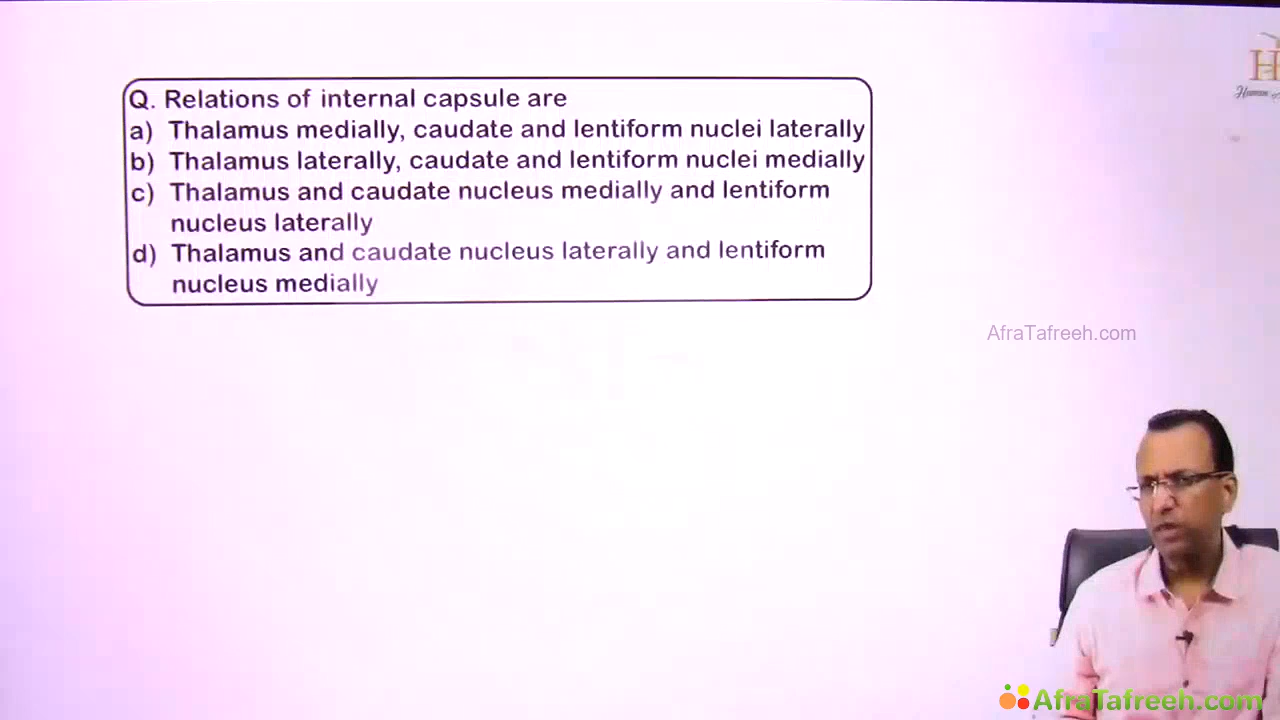 Q. Relations of internal capsule are
a) Thalamus medially, caudate and lentiform nuclei laterally
b) Thalamus laterally, caudate and lentiform nuclei medially
c) Thalamus and caudate nucleus medially and lentiform
nucleus laterally
d) Thalamus and caudate nucleus laterally and lentiform
nucleus medially
H
Human
AfraTafreeh.com
AfraTafreeh.com